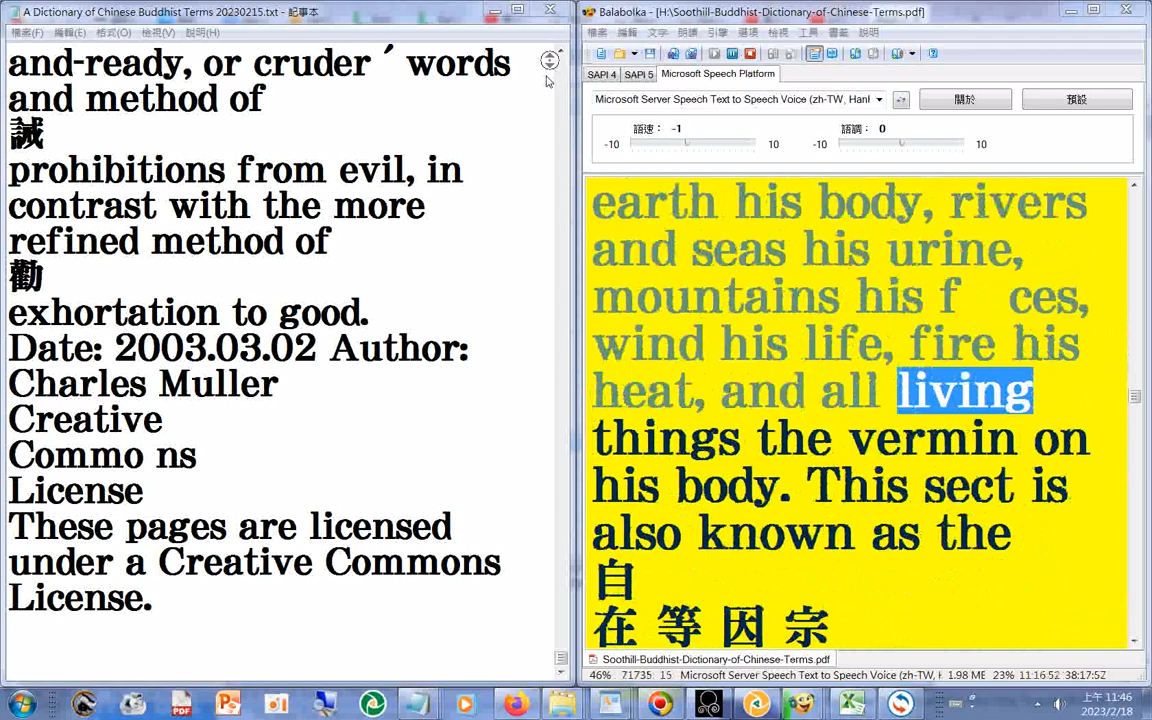 A Dictionary of Chinese Buddhist Terms 20230215.txt - 記事本
檔案(F) 編輯(E) 格式(O) 檢視(V) 說明(H)
and-ready, or cruder ˊ words
and method of
誡
prohibitions from evil, in
contrast with the more
refined method of
勸
exhortation to good.
Date: 2003.03.02 Author:
Charles Muller
Creative
Commo ns
License
These pages are licensed
under a Creative Commons
License.
Balabolka - [H:\Soothill-Buddhist-Dictionary-of-Chinese-Terms.pdf]
檔案 編輯 文字 朗讀 引擎 選項 檢視 工具 書籤 說明
SAPI 4 SAPI 5 Microsoft Speech Platform
Microsoft Server Speech Text to Speech Voice (zh-TW, Hanl
關於 預設
語速： -1 語調： 0
-10 10 -10 10
earth his body, rivers
and seas his urine,
mountains his f ces,
wind his life, fire his
heat, and all living
things the vermin on
his body. This sect is
also known as the
自
在 等 因 宗
Soothill-Buddhist-Dictionary-of-Chinese-Terms.pdf
46% 71735 15 Microsoft Server Speech Text to Speech Voice (zh-TW, H 1.98 MB 23% 11:16:52 38:17:52
上午 11:46
2023/2/18